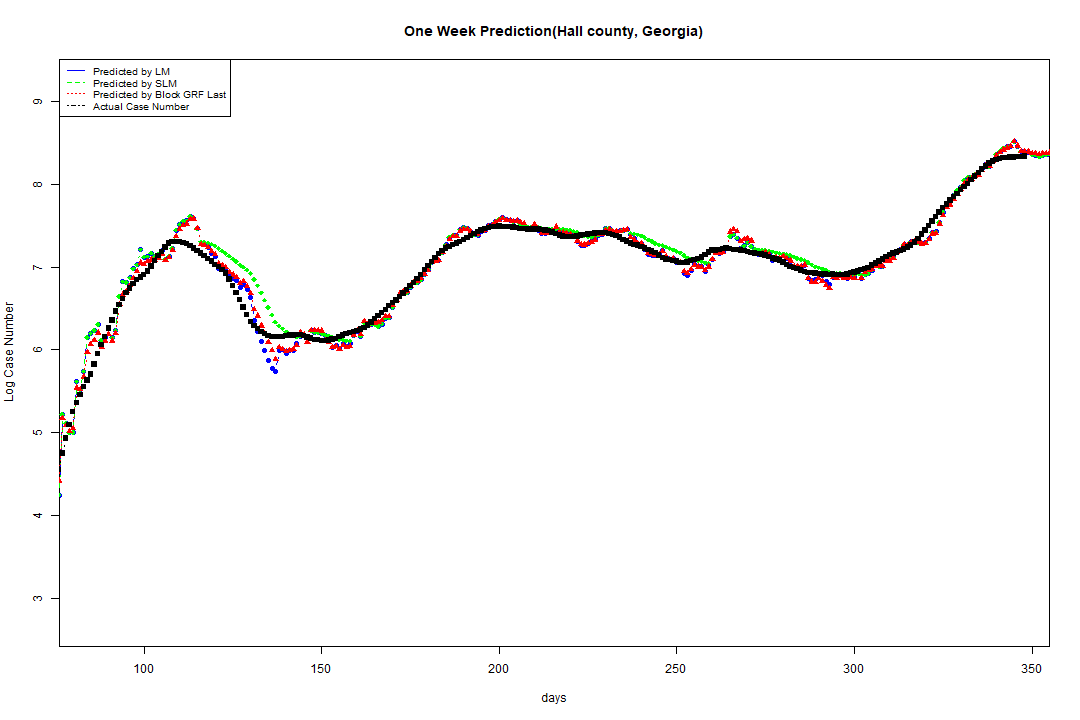 One Week Prediction(Hall county, Georgia)
Predicted by LM
Predicted by SLM
Predicted by Block GRF Last
Actual Case Number
9
8
7
6
5
4
3
Log Case Number
100 150 200 250 300 350
days